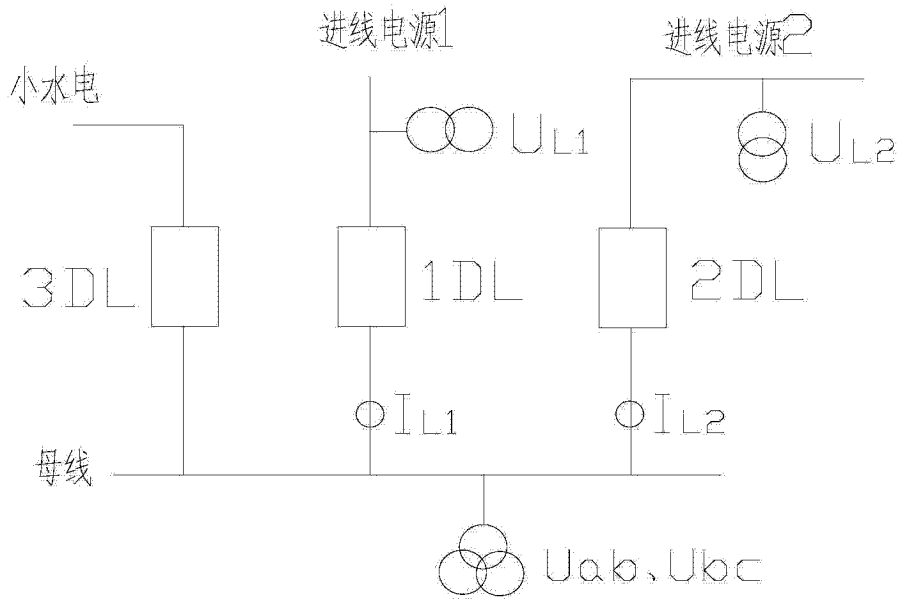 进线电源1
进线电源2
小水电
UL1
UL2
3DL
1DL
2DL
IL1
IL2
母线
Uab、Ubc